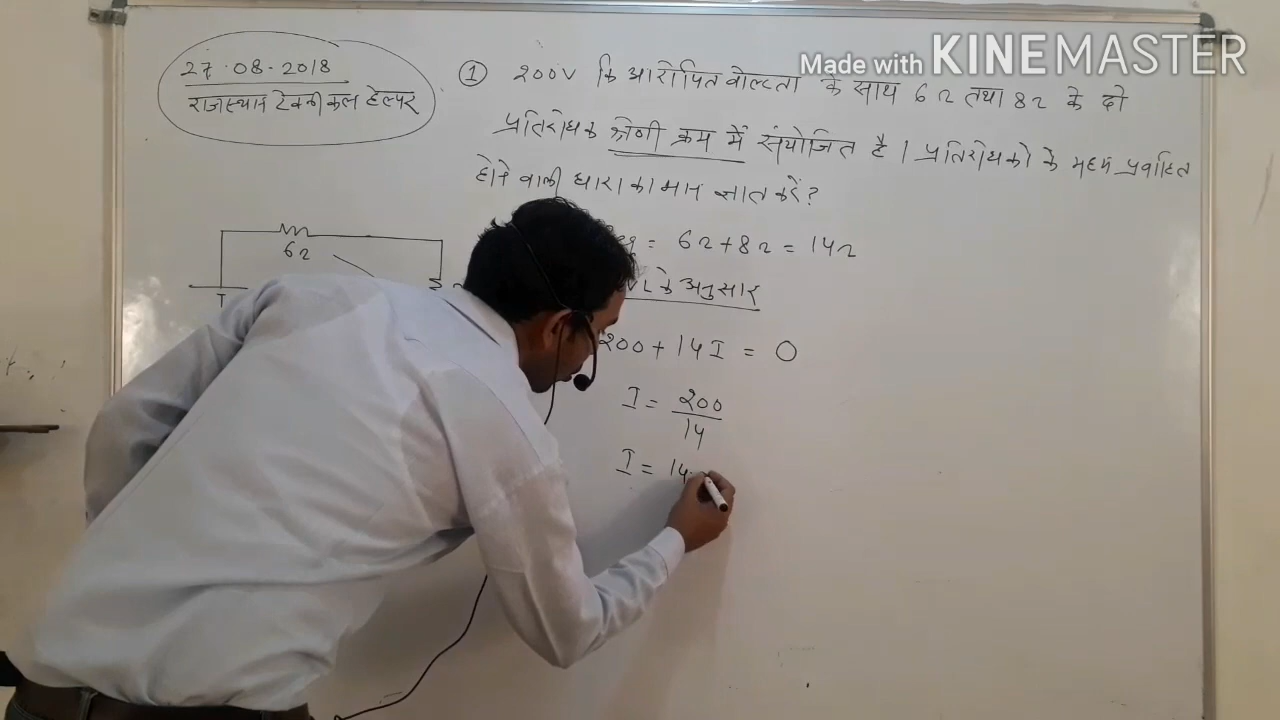 Made with KINEMASTER
27.08.2018
राजस्थान टेक्नीकल हेल्पर
① 200V कि आरोपित वोल्टता के साथ 6Ω तथा 8Ω के दो
प्रतिरोधक श्रेणी क्रम में संयोजित है । प्रतिरोधको के मध्य प्रवाहित
होने वाली धारा का मान ज्ञात करें?
6Ω
= 6Ω+8Ω = 14Ω
के अनुसार
200 + 14I = 0
I = 200
14
I = 14